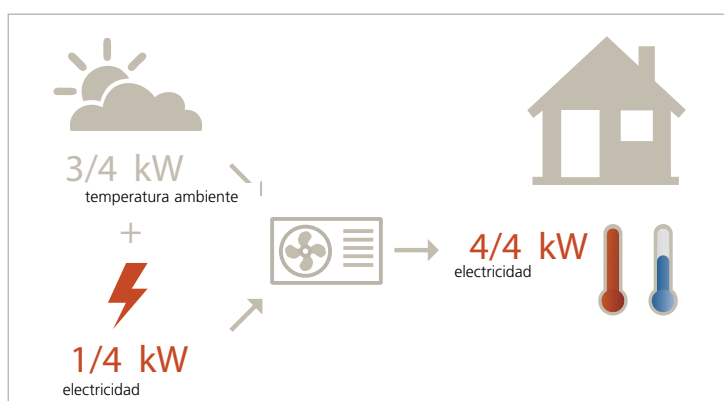 3/4 kW
temperatura ambiente
+
1/4 kW
electricidad
4/4 kW
electricidad